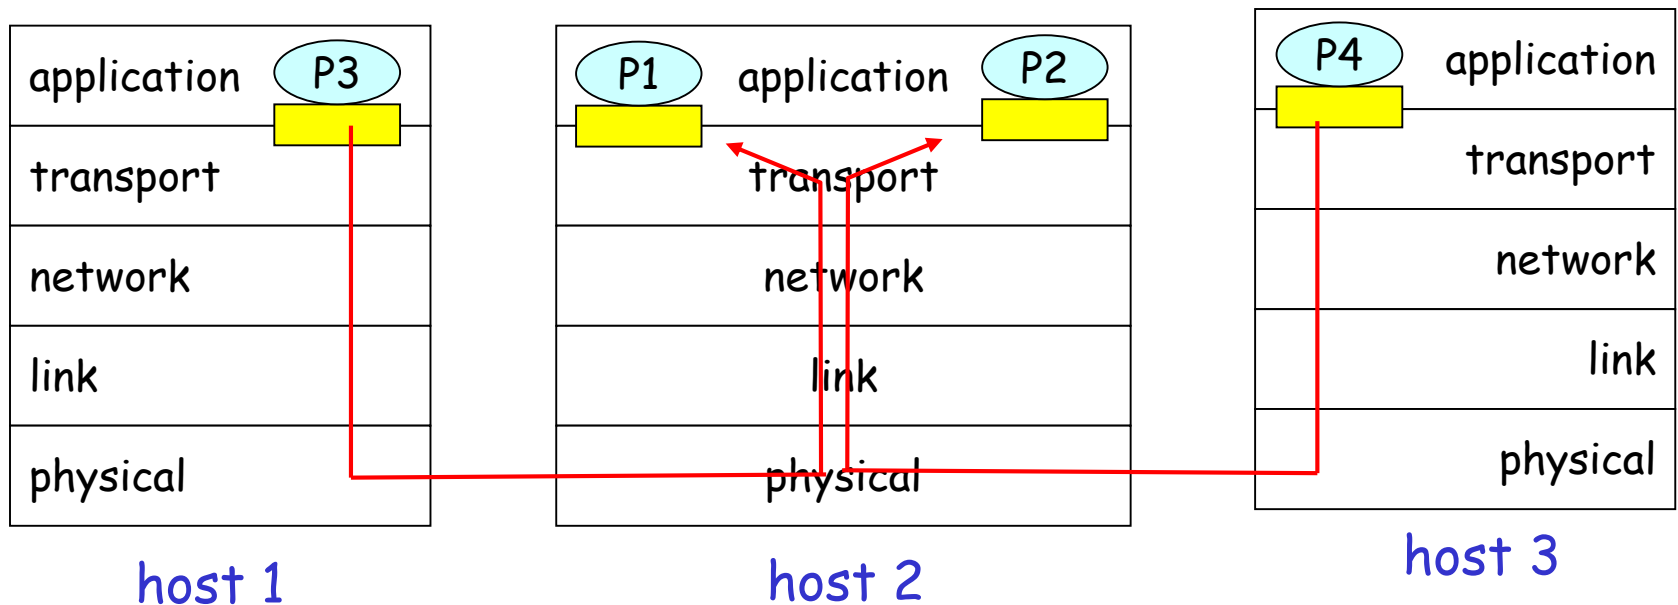 application P3
transport
network
link
physical
host 1
P1 application P2
transport
network
link
physical
host 2
P4 application
transport
network
link
physical
host 3